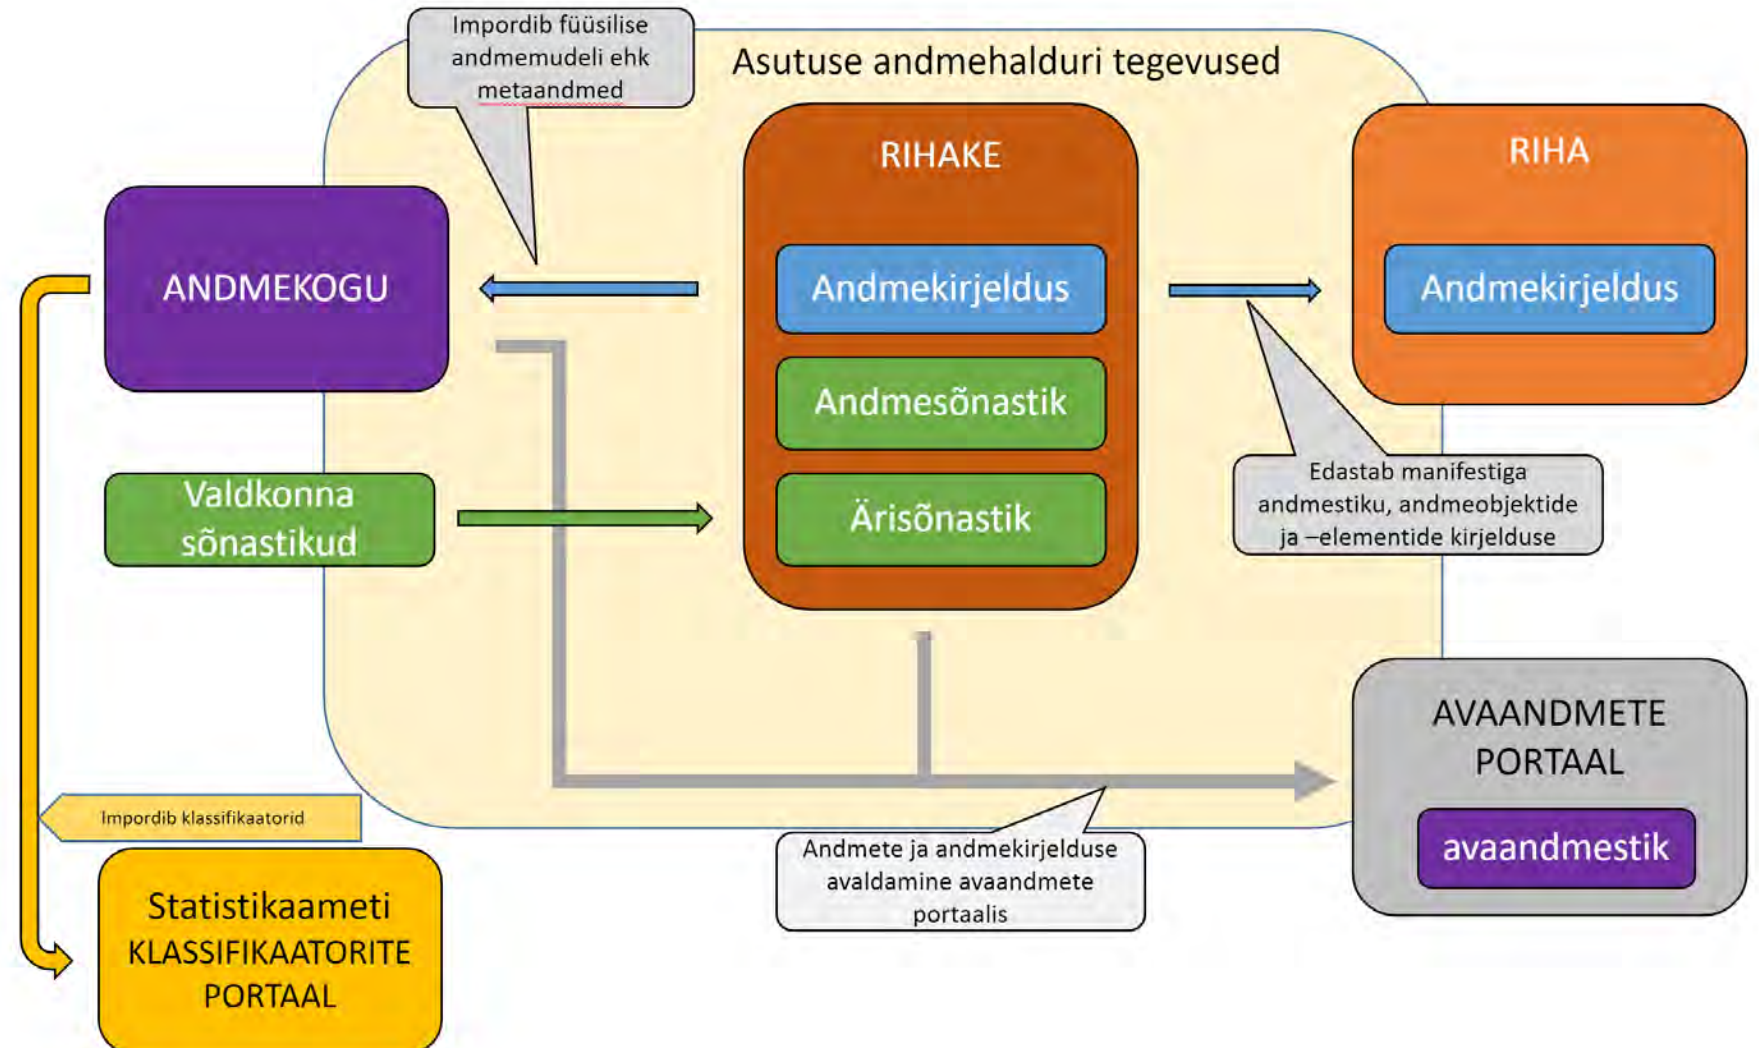 Impordib füüsilise
andmemudeli ehk
metaandmed
Asutuse andmehalduri tegevused
RIHAKE
RIHA
ANDMEKOGU
Andmekirjeldus
Andmekirjeldus
Andmesõnastik
Valdkonna
sõnastikud
Ärisõnastik
Edastab manifestiga
andmestiku, andmeobjektide
ja –elementide kirjelduse
AVAANDMETE
PORTAAL
avaandmestik
Impordib klassifikaatorid
Andmete ja andmekirjelduse
avaldamine avaandmete
portaalis
Statistikaameti
KLASSIFIKAATORITE
PORTAAL